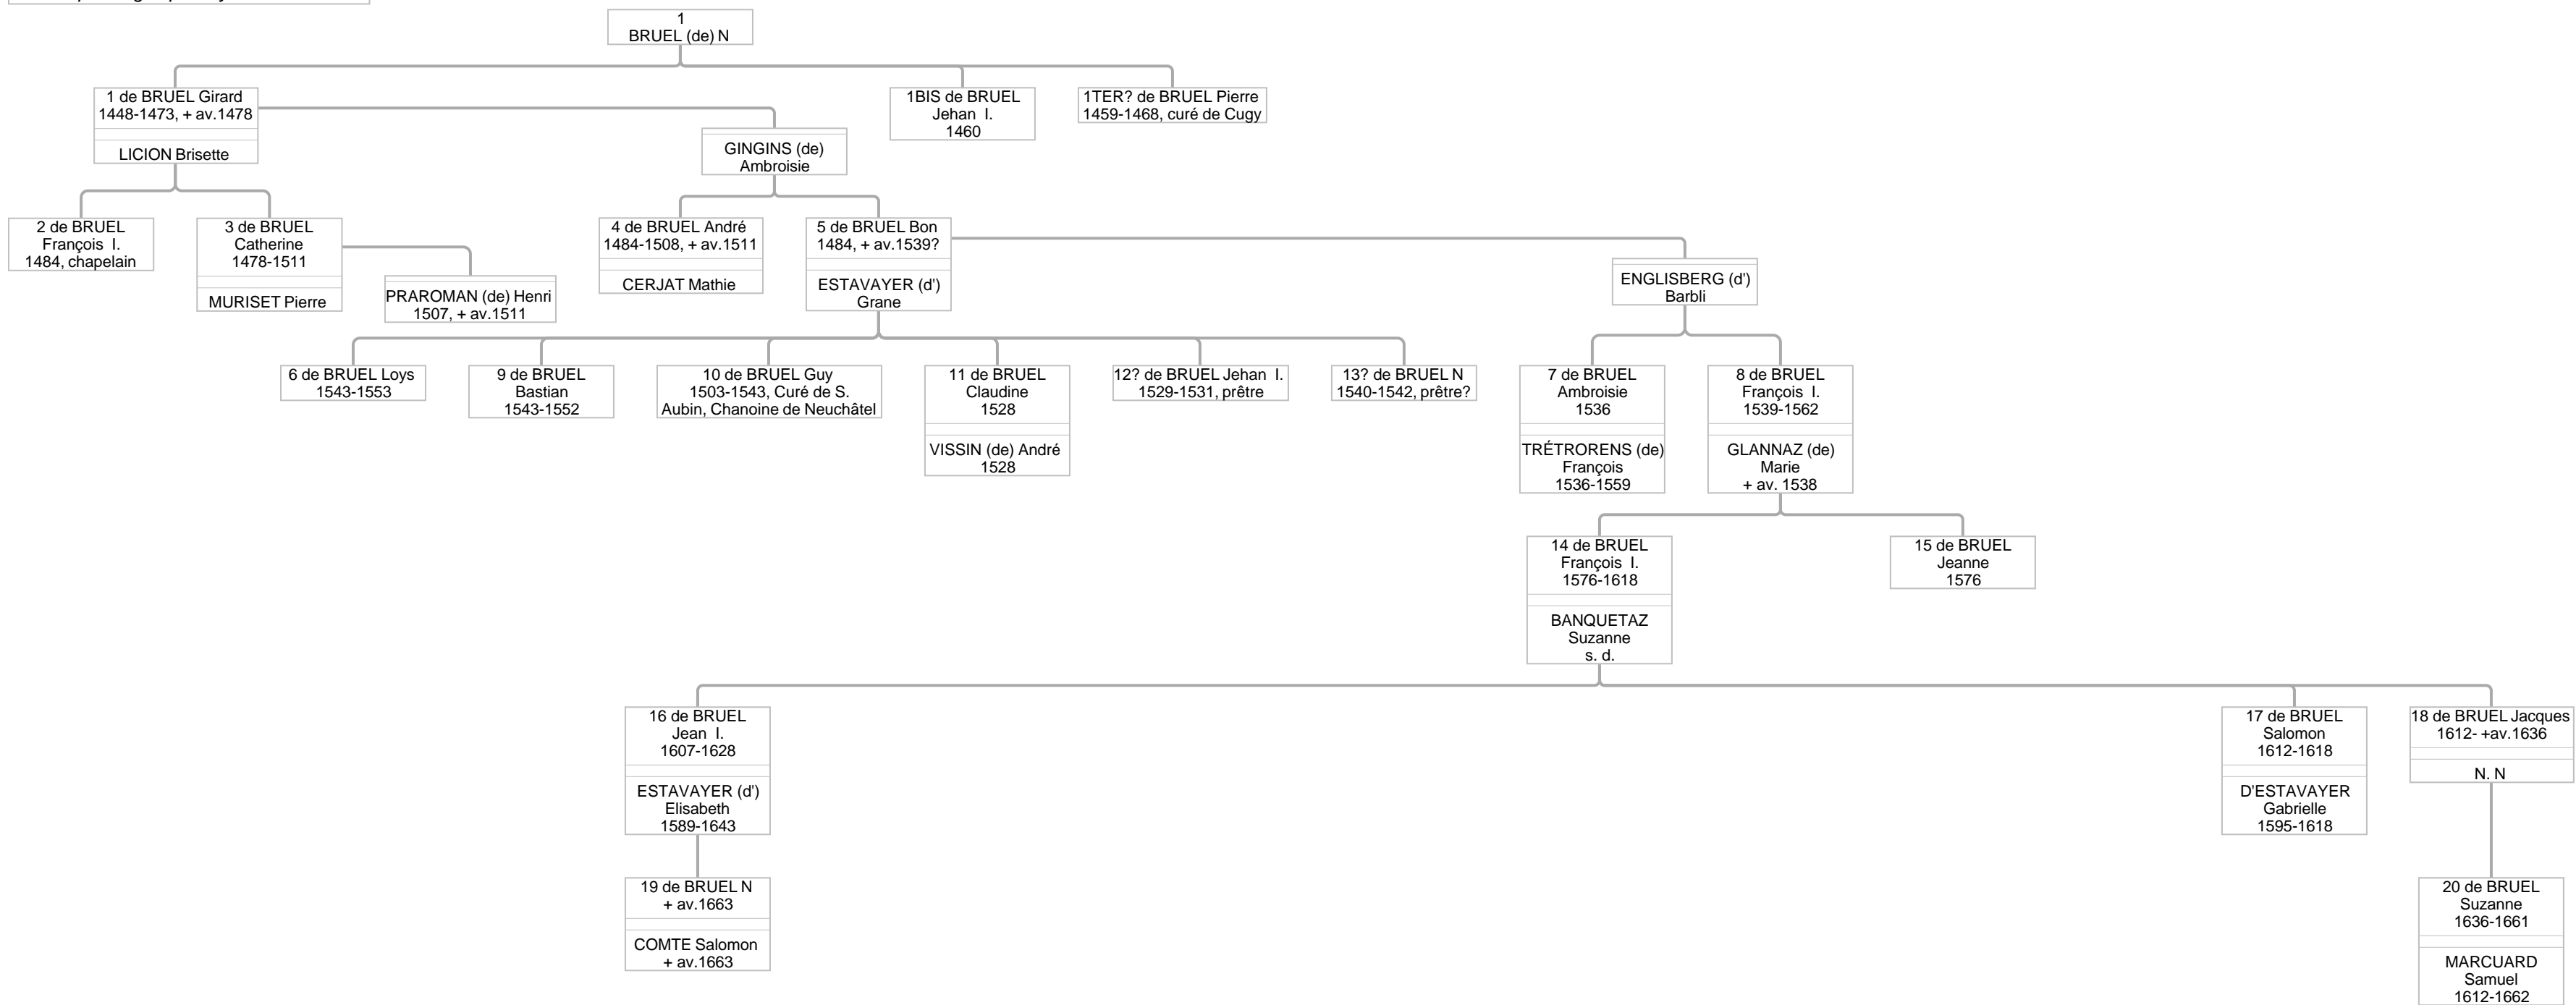 1
BRUEL (de) N
1 de BRUEL Girard
1448-1473, + av.1478
LICION Brisette
GINGINS (de)
Ambroisie
1BIS de BRUEL
Jehan  I.
1460
1TER? de BRUEL Pierre
1459-1468, curé de Cugy
2 de BRUEL
François  I.
1484, chapelain
3 de BRUEL
Catherine
1478-1511
MURISET Pierre
PRAROMAN (de) Henri
1507, + av.1511
4 de BRUEL André
1484-1508, + av.1511
CERJAT Mathie
5 de BRUEL Bon
1484, + av.1539?
ESTAVAYER (d')
Grane
ENGLISBERG (d')
Barbli
6 de BRUEL Loys
1543-1553
9 de BRUEL
Bastian
1543-1552
10 de BRUEL Guy
1503-1543, Curé de S.
Aubin, Chanoine de Neuchâtel
11 de BRUEL
Claudine
1528
VISSIN (de) André
1528
12? de BRUEL Jehan  I.
1529-1531, prêtre
13? de BRUEL N
1540-1542, prêtre?
7 de BRUEL
Ambroisie
1536
TRÉTRORENS (de)
François
1536-1559
8 de BRUEL
François  I.
1539-1562
GLANNAZ (de)
Marie
+ av. 1538
14 de BRUEL
François  I.
1576-1618
BANQUETAZ
Suzanne
s. d.
15 de BRUEL
Jeanne
1576
16 de BRUEL
Jean  I.
1607-1628
ESTAVAYER (d')
Elisabeth
1589-1643
17 de BRUEL
Salomon
1612-1618
D'ESTAVAYER
Gabrielle
1595-1618
18 de BRUEL Jacques
1612- +av.1636
N. N
19 de BRUEL N
+ av.1663
COMTE Salomon
+ av.1663
20 de BRUEL
Suzanne
1636-1661
MARCUARD
Samuel
1612-1662